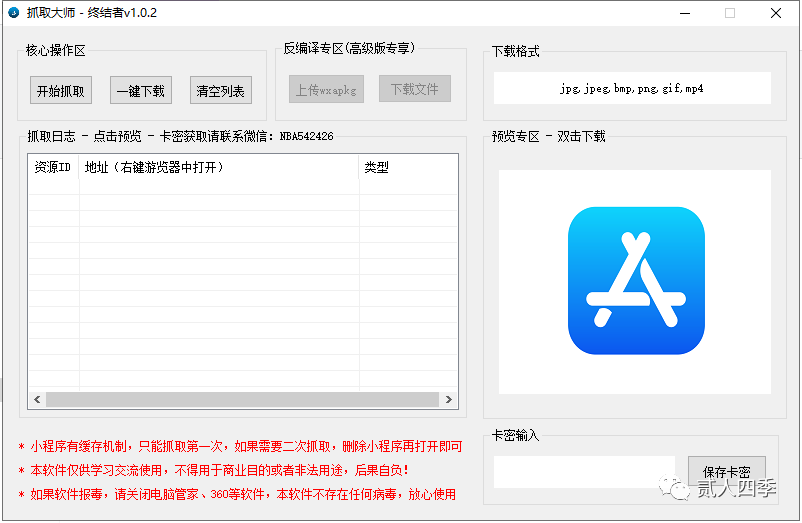 抓取大师 - 终结者v1.0.2
核心操作区
开始抓取
一键下载
清空列表
反编译专区(高级版专享)
上传wxapkg
下载文件
下载格式
jpg,jpeg,bmp,png,gif,mp4
抓取日志 - 点击预览 - 卡密获取请联系微信: NBA542426
资源ID
地址（右键游览器中打开）
类型
预览专区 - 双击下载
* 小程序有缓存机制，只能抓取第一次，如果需要二次抓取，删除小程序再打开即可
* 本软件仅供学习交流使用，不得用于商业目的或者非法用途，后果自负！
* 如果软件报毒，请关闭电脑管家、360等软件，本软件不存在任何病毒，放心使用
卡密输入
保存卡密
贰人四季